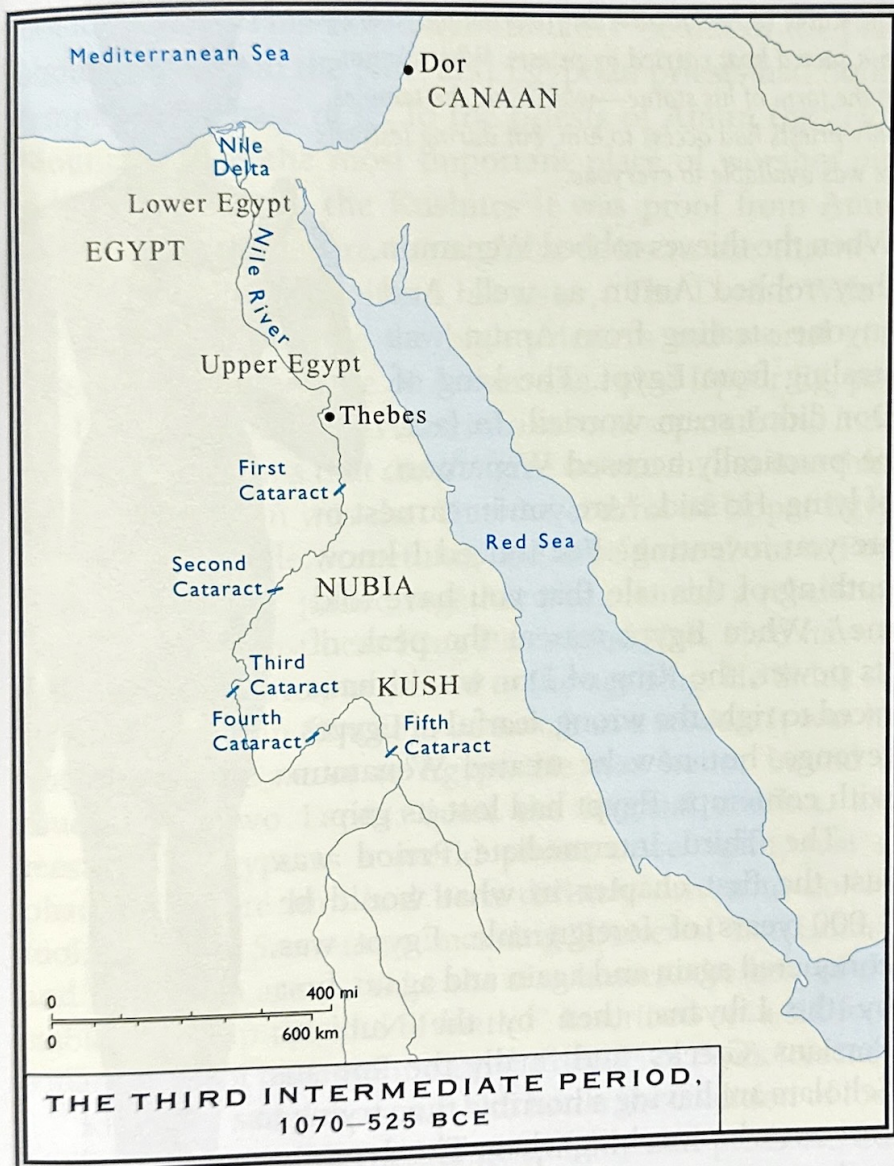 Mediterranean Sea
Dor
CANAAN
Nile
Delta
Lower Egypt
EGYPT
Nile River
Upper Egypt
Thebes
First
Cataract
Red Sea
Second
Cataract
NUBIA
Third
Cataract
KUSH
Fourth
Cataract
Fifth
Cataract
0 400 mi
0 600 km
THE THIRD INTERMEDIATE PERIOD,
1070–525 BCE